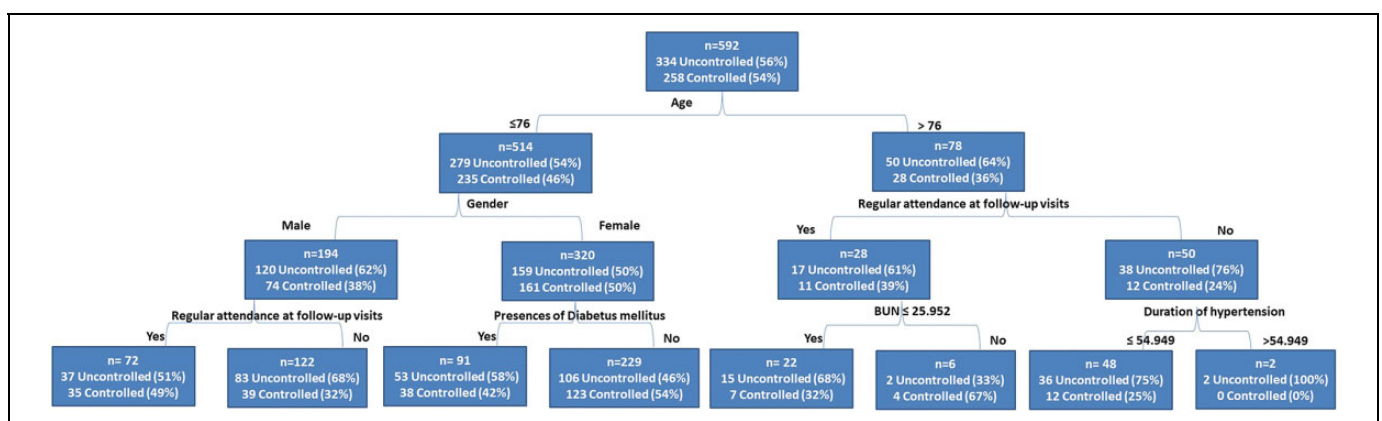 n=592
334 Uncontrolled (56%)
258 Controlled (54%)
Age
≤76
> 76
n=514
279 Uncontrolled (54%)
235 Controlled (46%)
n=78
50 Uncontrolled (64%)
28 Controlled (36%)
Gender
Regular attendance at follow-up visits
Male
Female
Yes
No
n=194
120 Uncontrolled (62%)
74 Controlled (38%)
n=320
159 Uncontrolled (50%)
161 Controlled (50%)
n=28
17 Uncontrolled (61%)
11 Controlled (39%)
n=50
38 Uncontrolled (76%)
12 Controlled (24%)
Regular attendance at follow-up visits
Presences of Diabetus mellitus
BUN ≤ 25.952
Duration of hypertension
Yes
No
Yes
No
Yes
No
≤ 54.949
>54.949
n= 72
37 Uncontrolled (51%)
35 Controlled (49%)
n=122
83 Uncontrolled (68%)
39 Controlled (32%)
n= 91
53 Uncontrolled (58%)
38 Controlled (42%)
n=229
106 Uncontrolled (46%)
123 Controlled (54%)
n= 22
15 Uncontrolled (68%)
7 Controlled (32%)
n=6
2 Uncontrolled (33%)
4 Controlled (67%)
n= 48
36 Uncontrolled (75%)
12 Controlled (25%)
n=2
2 Uncontrolled (100%)
0 Controlled (0%)